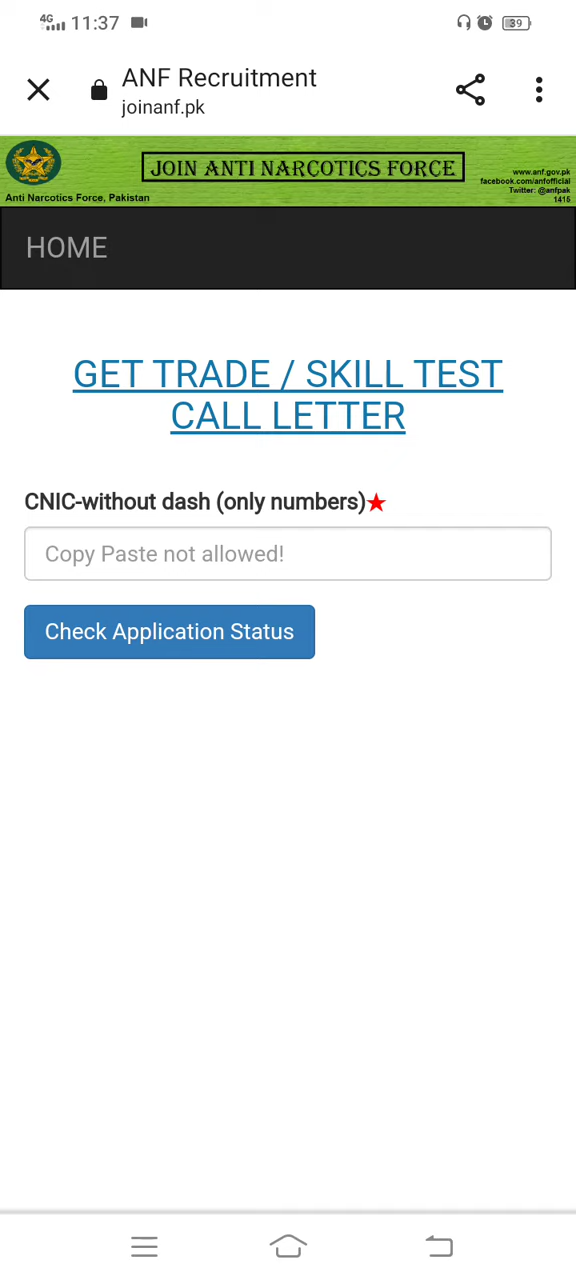 4G 11:37 39
ANF Recruitment
joinanf.pk
JOIN ANTI NARCOTICS FORCE
Anti Narcotics Force, Pakistan
www.anf.gov.pk
facebook.com/anfofficial
Twitter: @anfpak
1415
HOME
GET TRADE / SKILL TEST
CALL LETTER
CNIC-without dash (only numbers)★
Copy Paste not allowed!
Check Application Status